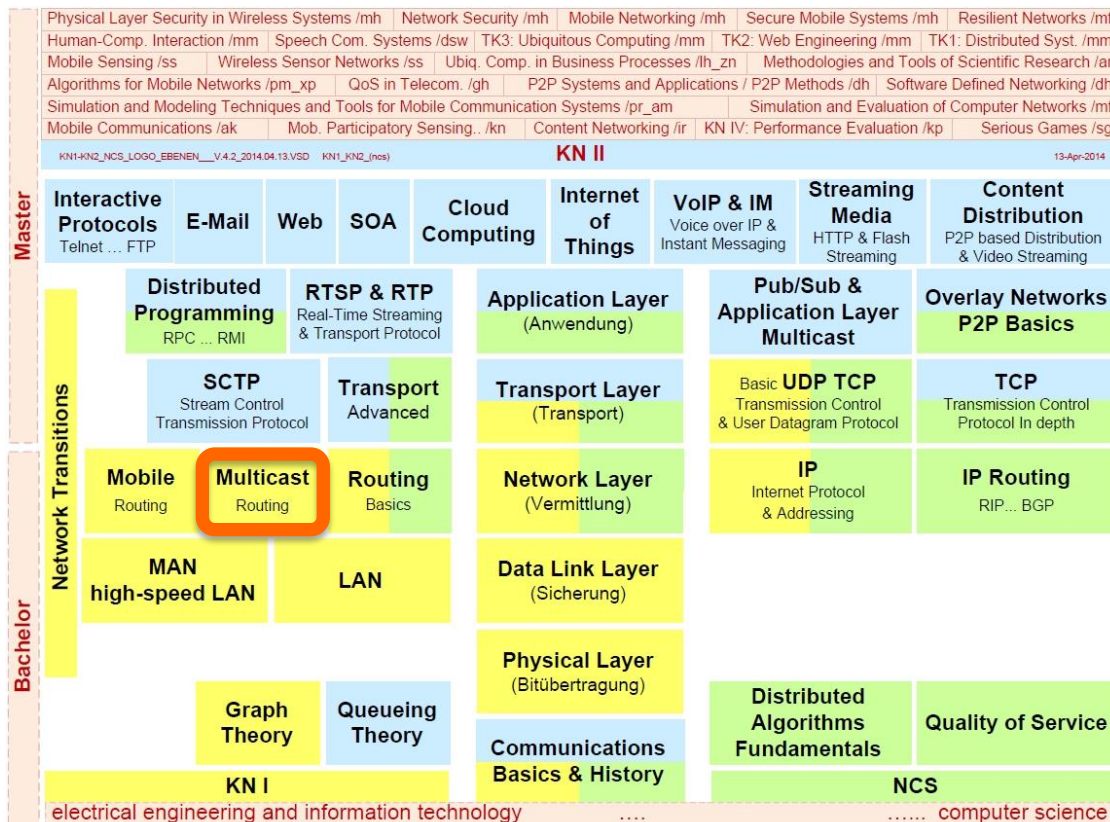 Physical Layer Security in Wireless Systems /mh Network Security /mh Mobile Networking /mh Secure Mobile Systems /mh Resilient Networks
Human-Comp. Interaction /mm Speech Com. Systems /dsw TK3: Ubiquitous Computing /mm TK2: Web Engineering /mm TK1: Distributed Syst. /mm
Mobile Sensing /ss Wireless Sensor Networks /ss Ubiq. Comp. in Business Processes /lh_zn Methodologies and Tools of Scientific Research
Algorithms for Mobile Networks /pm_xp QoS in Telecom. /gh P2P Systems and Applications / P2P Methods /dh Software Defined Networking /dh
Simulation and Modeling Techniques and Tools for Mobile Communication Systems /pr_am Simulation and Evaluation of Computer Networks
Mobile Communications /ak Mob. Participatory Sensing.. /kn Content Networking /ir KN IV: Performance Evaluation /kp Serious Games /sg
KN1-KN2_NCS_LOGO_EBENEN___V.4.2_2014.04.13.VSD KN1_KN2_(ncs) KN II 13-Apr-2014
Master
Interactive
Protocols
Telnet ... FTP
E-Mail
Web
SOA
Cloud
Computing
Internet
of
Things
VoIP & IM
Voice over IP &
Instant Messaging
Streaming
Media
HTTP & Flash
Streaming
Content
Distribution
P2P based Distribution
& Video Streaming
Network Transitions
Distributed
Programming
RPC ... RMI
RTSP & RTP
Real-Time Streaming
& Transport Protocol
Application Layer
(Anwendung)
Pub/Sub &
Application Layer
Multicast
Overlay Networks
P2P Basics
SCTP
Stream Control
Transmission Protocol
Transport
Advanced
Transport Layer
(Transport)
Basic UDP TCP
Transmission Control
& User Datagram Protocol
TCP
Transmission Control
Protocol In depth
Bachelor
Mobile
Routing
Multicast
Routing
Routing
Basics
Network Layer
(Vermittlung)
IP
Internet Protocol
& Addressing
IP Routing
RIP... BGP
MAN
high-speed LAN
LAN
Data Link Layer
(Sicherung)
Physical Layer
(Bitübertragung)
Graph
Theory
Queueing
Theory
Communications
Basics & History
Distributed
Algorithms
Fundamentals
Quality of Service
KN I
NCS
electrical engineering and information technology .... ...... computer science